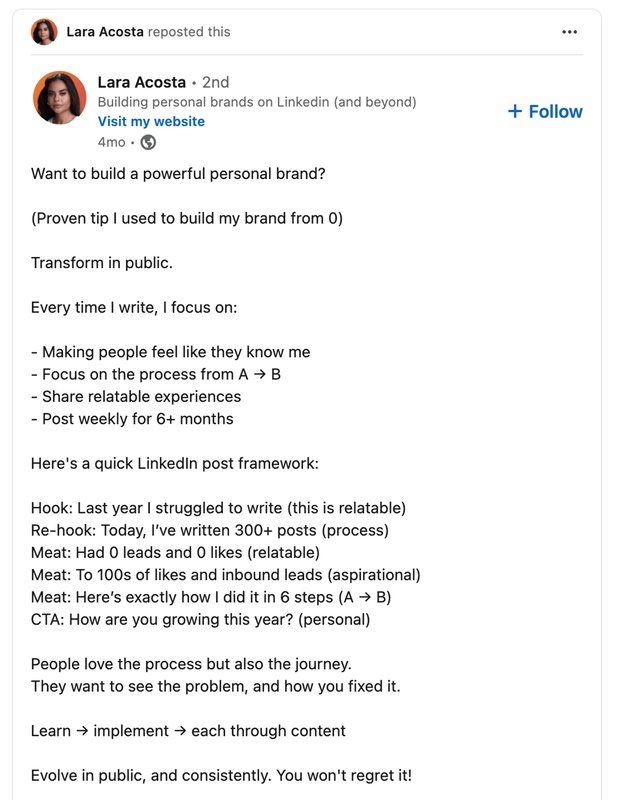 Lara Acosta reposted this
Lara Acosta • 2nd
Building personal brands on Linkedin (and beyond)
Visit my website
4mo •
+ Follow
Want to build a powerful personal brand?
(Proven tip I used to build my brand from 0)
Transform in public.
Every time I write, I focus on:
- Making people feel like they know me
- Focus on the process from A → B
- Share relatable experiences
- Post weekly for 6+ months
Here's a quick LinkedIn post framework:
Hook: Last year I struggled to write (this is relatable)
Re-hook: Today, I’ve written 300+ posts (process)
Meat: Had 0 leads and 0 likes (relatable)
Meat: To 100s of likes and inbound leads (aspirational)
Meat: Here’s exactly how I did it in 6 steps (A → B)
CTA: How are you growing this year? (personal)
People love the process but also the journey.
They want to see the problem, and how you fixed it.
Learn → implement → each through content
Evolve in public, and consistently. You won't regret it!